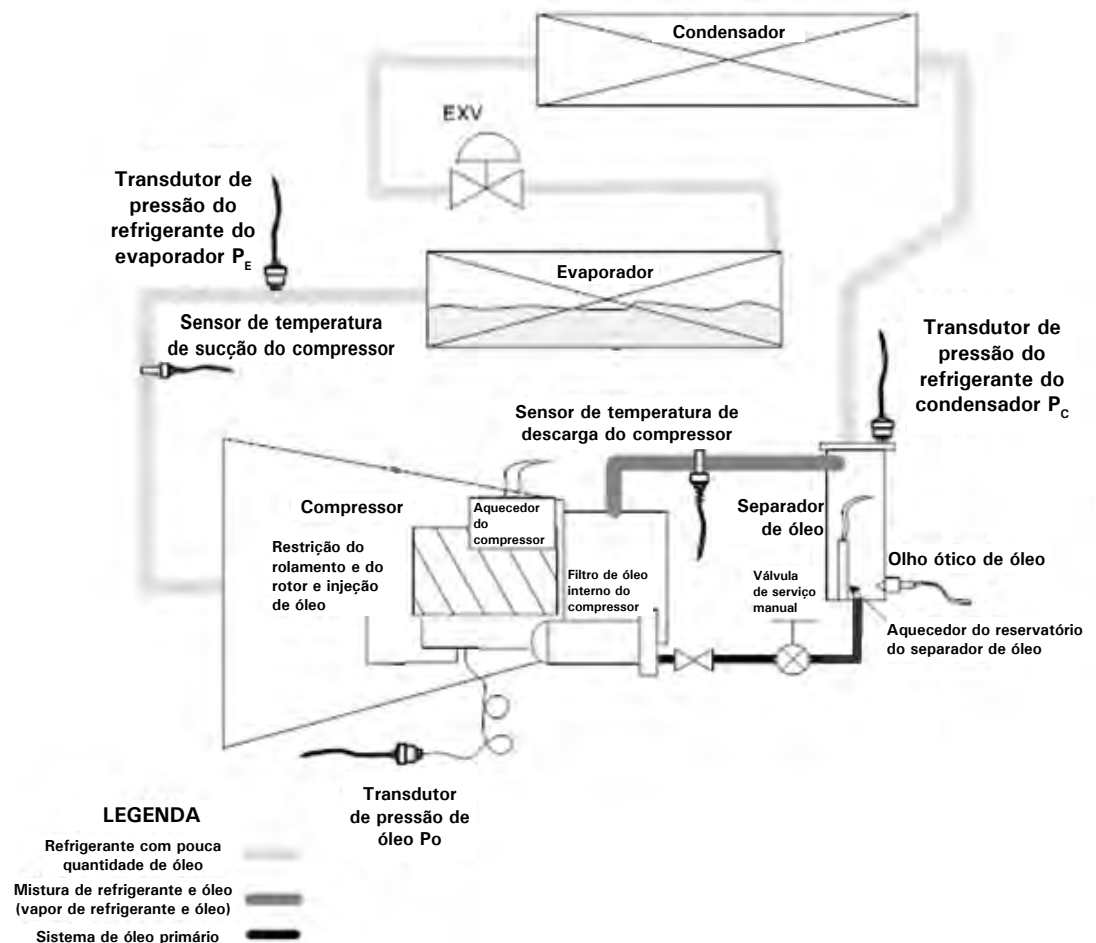 Condensador
EXV
Transdutor de
pressão do
refrigerante do
evaporador P_E
Evaporador
Sensor de temperatura
de sucção do compressor
Transdutor de
pressão do
refrigerante do
condensador P_C
Sensor de temperatura de
descarga do compressor
Compressor
Aquecedor
do
compressor
Separador
de óleo
Restrição do
rolamento e do
rotor e injeção
de óleo
Filtro de óleo
interno do
compressor
Válvula
de serviço
manual
Olho ótico de óleo
Aquecedor do reservatório
do separador de óleo
Transdutor
de pressão de
óleo Po
LEGENDA
Refrigerante com pouca
quantidade de óleo
Mistura de refrigerante e óleo
(vapor de refrigerante e óleo)
Sistema de óleo primário